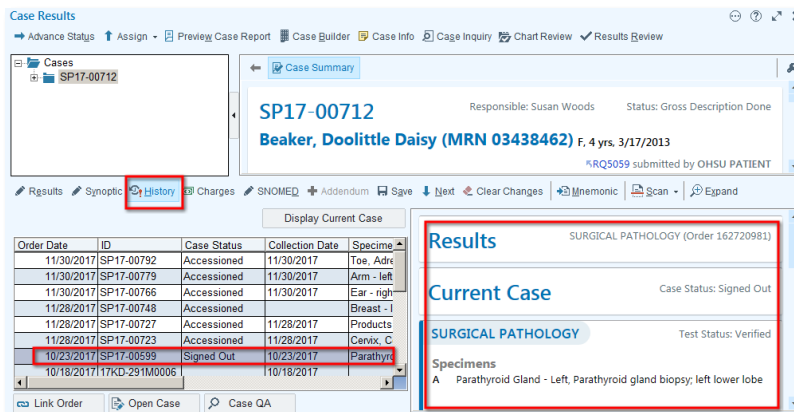 Case Results
Advance Status Assign Preview Case Report Case Builder Case Info Case Inquiry Chart Review Results Review
Cases
SP17-00712
Case Summary
SP17-00712 Responsible: Susan Woods Status: Gross Description Done
Beaker, Doolittle Daisy (MRN 03438462) F, 4 yrs, 3/17/2013
RQ5059 submitted by OHSU PATIENT
Results Synoptic History Charges SNOMED Addendum Save Next Clear Changes Mnemonic Scan Expand
Display Current Case
Order Date ID Case Status Collection Date Specime
11/30/2017 SP17-00792 Accessioned 11/30/2017 Toe, Adre
11/30/2017 SP17-00779 Accessioned 11/30/2017 Arm - left
11/30/2017 SP17-00766 Accessioned 11/30/2017 Ear - righ
11/28/2017 SP17-00748 Accessioned Breast - l
11/28/2017 SP17-00727 Accessioned 11/28/2017 Products
11/28/2017 SP17-00723 Accessioned 11/28/2017 Cervix, C
10/23/2017 SP17-00599 Signed Out 10/23/2017 Parathyro
10/18/2017 17KD-291M0006 10/18/2017
Link Order Open Case Case QA
Results SURGICAL PATHOLOGY (Order 162720981)
Current Case Case Status: Signed Out
SURGICAL PATHOLOGY Test Status: Verified
Specimens
A Parathyroid Gland - Left, Parathyroid gland biopsy; left lower lobe